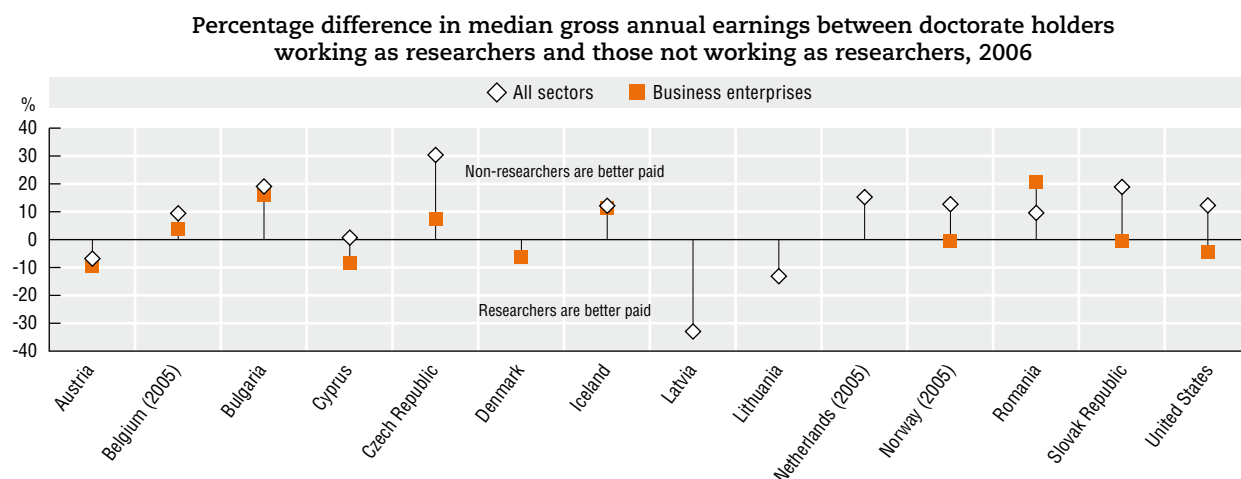 Percentage difference in median gross annual earnings between doctorate holders
working as researchers and those not working as researchers, 2006
All sectors
Business enterprises
%
40
30
20
10
0
-10
-20
-30
-40
Non-researchers are better paid
Researchers are better paid
Austria
Belgium (2005)
Bulgaria
Cyprus
Czech Republic
Denmark
Iceland
Latvia
Lithuania
Netherlands (2005)
Norway (2005)
Romania
Slovak Republic
United States